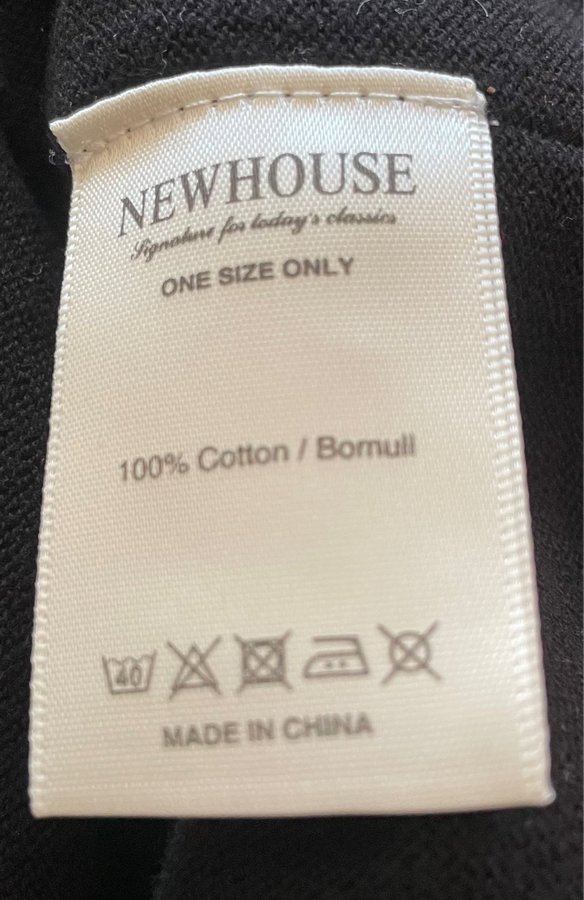 NEWHOUSE
Signature for today's classics
ONE SIZE ONLY
100% Cotton / Bomull
40
MADE IN CHINA